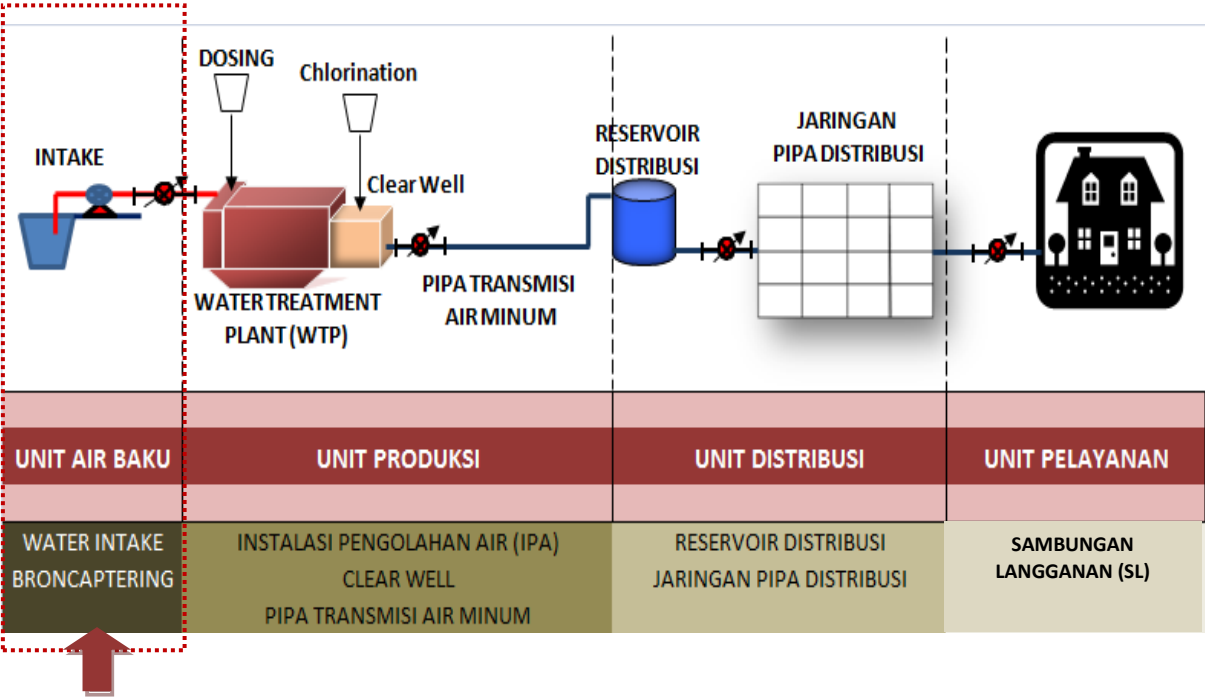 DOSING
Chlorination
INTAKE
Clear Well
WATER TREATMENT
PLANT (WTP)
PIPA TRANSMISI
AIR MINUM
RESERVOIR
DISTRIBUSI
JARINGAN
PIPA DISTRIBUSI
UNIT AIR BAKU
UNIT PRODUKSI
UNIT DISTRIBUSI
UNIT PELAYANAN
WATER INTAKE
BRONCAPTERING
INSTALASI PENGOLAHAN AIR (IPA)
CLEAR WELL
PIPA TRANSMISI AIR MINUM
RESERVOIR DISTRIBUSI
JARINGAN PIPA DISTRIBUSI
SAMBUNGAN
LANGGANAN (SL)